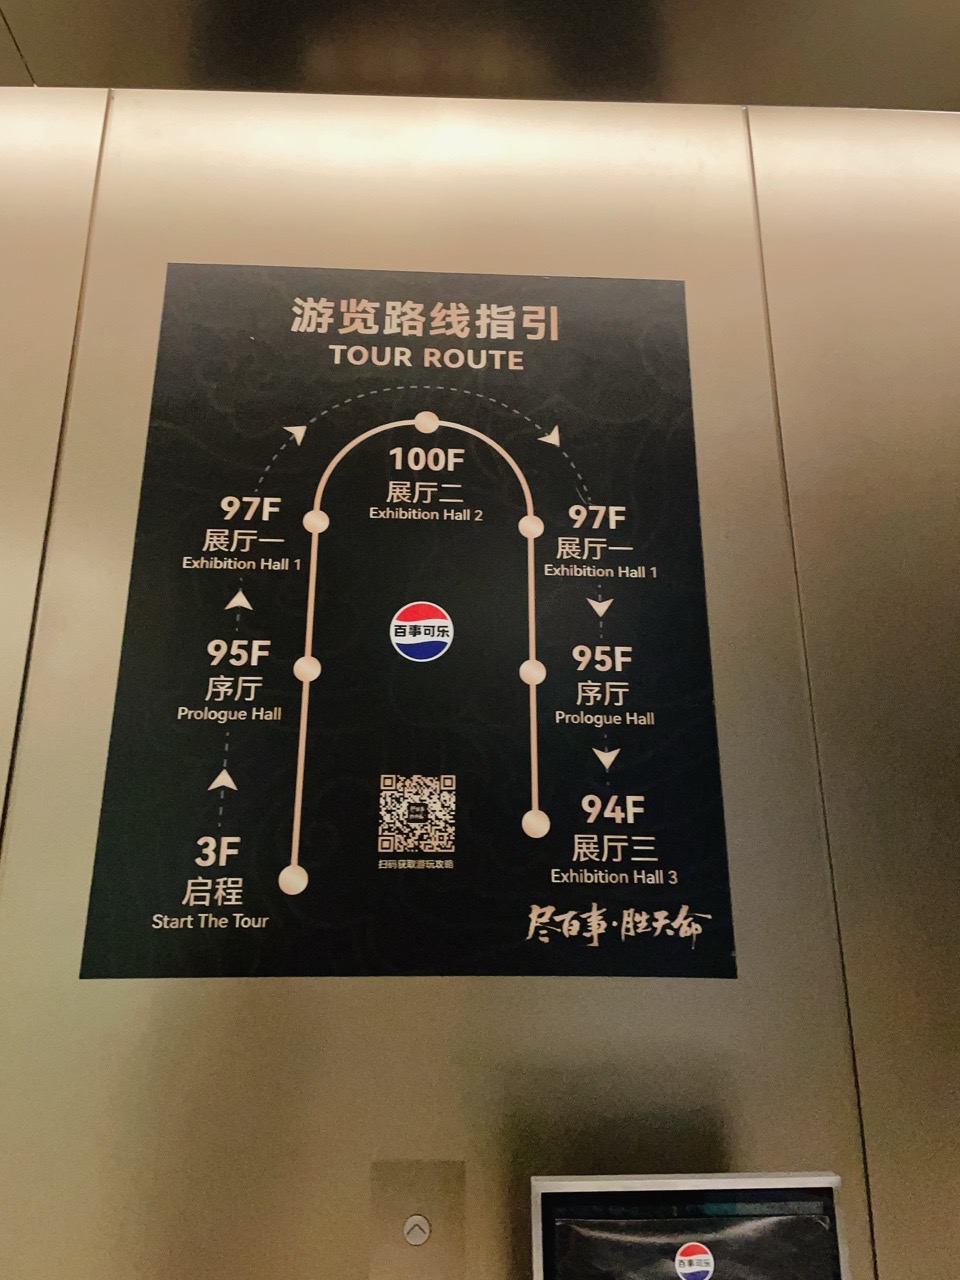 游览路线指引
TOUR ROUTE
100F
展厅二
Exhibition Hall 2
97F
展厅一
Exhibition Hall 1
97F
展厅一
Exhibition Hall 1
百事可乐
95F
序厅
Prologue Hall
95F
序厅
Prologue Hall
3F
启程
Start The Tour
扫码获取游玩攻略
94F
展厅三
Exhibition Hall 3
尽百事·胜天命
百事可乐